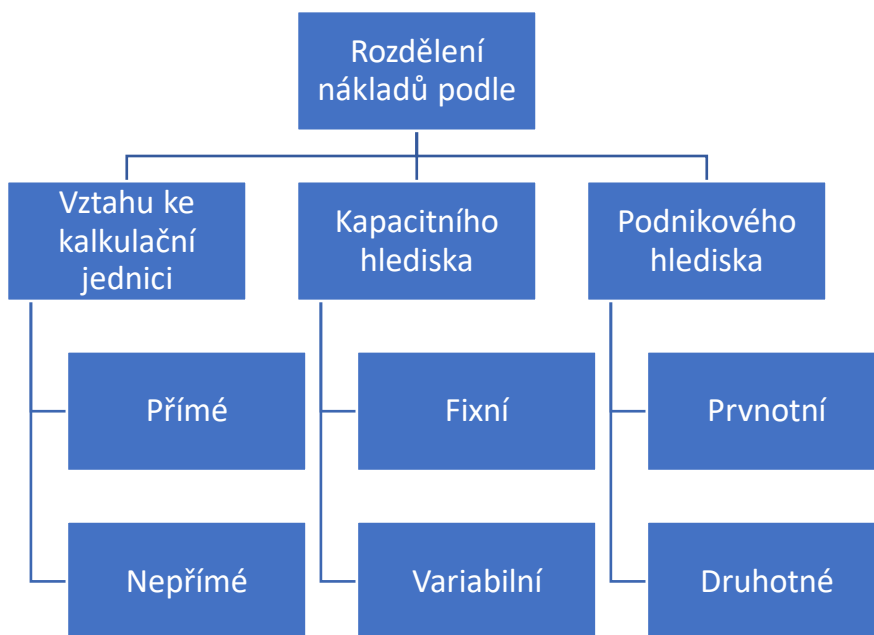 Rozdělení
nákladů podle
Vztahu ke
kalkulační
jednici
Kapacitního
hlediska
Podnikového
hlediska
Přímé
Fixní
Prvnotní
Nepřímé
Variabilní
Druhotné